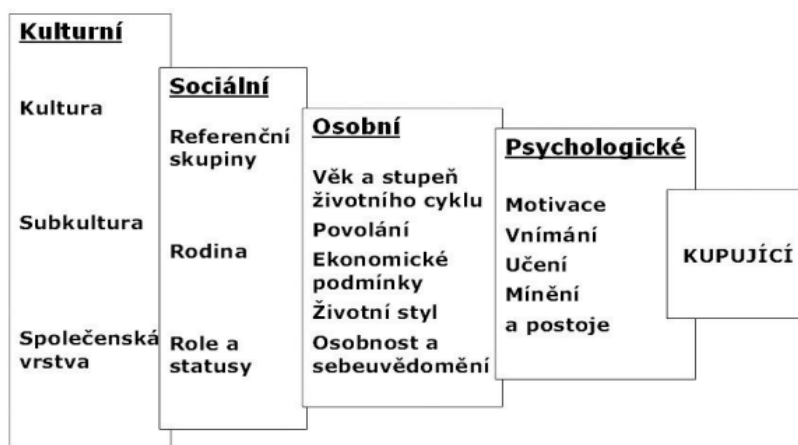 Kulturní
Kultura
Subkultura
Společenská
vrstva
Sociální
Referenční
skupiny
Rodina
Role a
statusy
Osobní
Věk a stupeň
životního cyklu
Povolání
Ekonomické
podmínky
Životní styl
Osobnost a
sebeuvědomění
Psychologické
Motivace
Vnímání
Učení
Mínění
a postoje
KUPUJÍCÍ